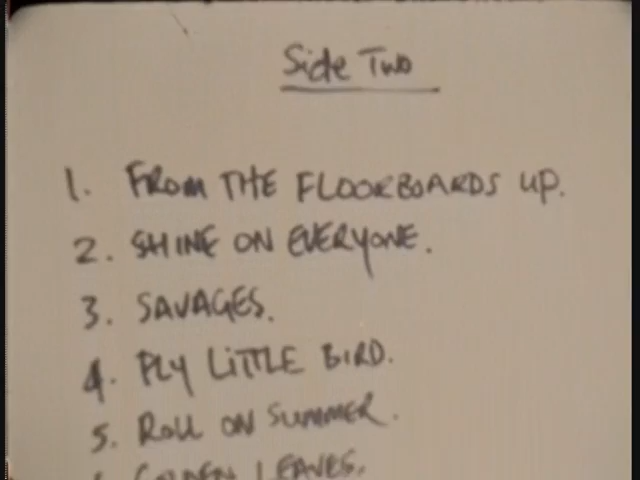 Side Two
1. FROM THE FLOORBOARDS UP.
2. SHINE ON EVERYONE.
3. SAVAGES.
4. FLY LITTLE BIRD.
5. ROLL ON SUMMER.
GOLDEN LEAVES.